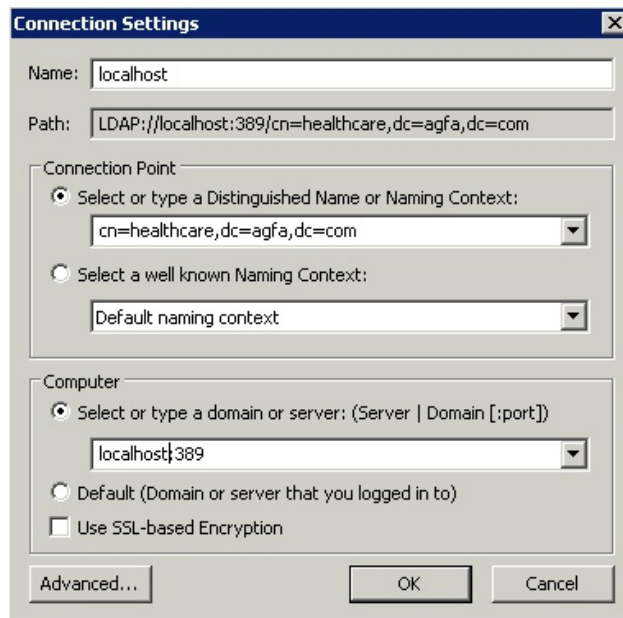 Connection Settings
Name: localhost
Path: LDAP://localhost:389/cn=healthcare,dc=agfa,dc=com
Connection Point
Select or type a Distinguished Name or Naming Context:
cn=healthcare,dc=agfa,dc=com
Select a well known Naming Context:
Default naming context
Computer
Select or type a domain or server: (Server | Domain [:port])
localhost:389
Default (Domain or server that you logged in to)
Use SSL-based Encryption
Advanced... OK Cancel